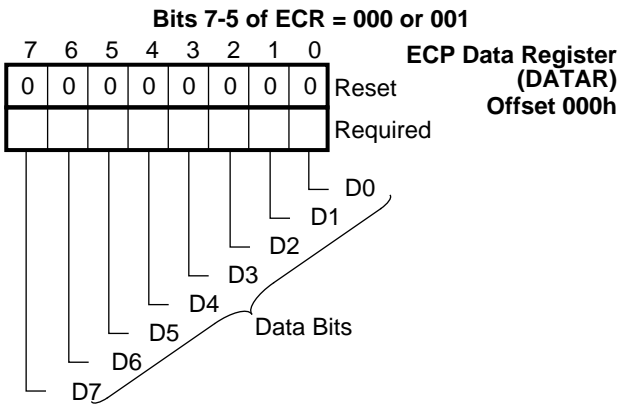 Bits 7-5 of ECR = 000 or 001
7 6 5 4 3 2 1 0
ECP Data Register
(DATAR)
Offset 000h
0 0 0 0 0 0 0 0 Reset
Required
D0
D1
D2
D3
D4
D5
D6
D7
Data Bits